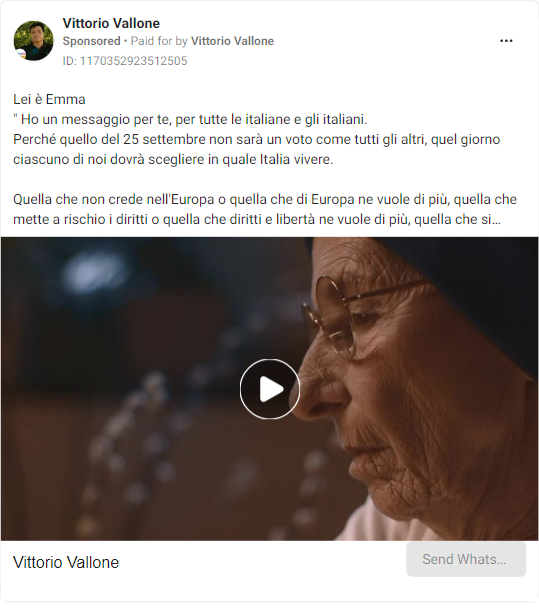 Vittorio Vallone
Sponsored • Paid for by Vittorio Vallone
ID: 1170352923512505
Lei è Emma
" Ho un messaggio per te, per tutte le italiane e gli italiani.
Perché quello del 25 settembre non sarà un voto come tutti gli altri, quel giorno
ciascuno di noi dovrà scegliere in quale Italia vivere.
Quella che non crede nell'Europa o quella che di Europa ne vuole di più, quella che
mette a rischio i diritti o quella che diritti e libertà ne vuole di più, quella che si...
Vittorio Vallone
Send Whats...